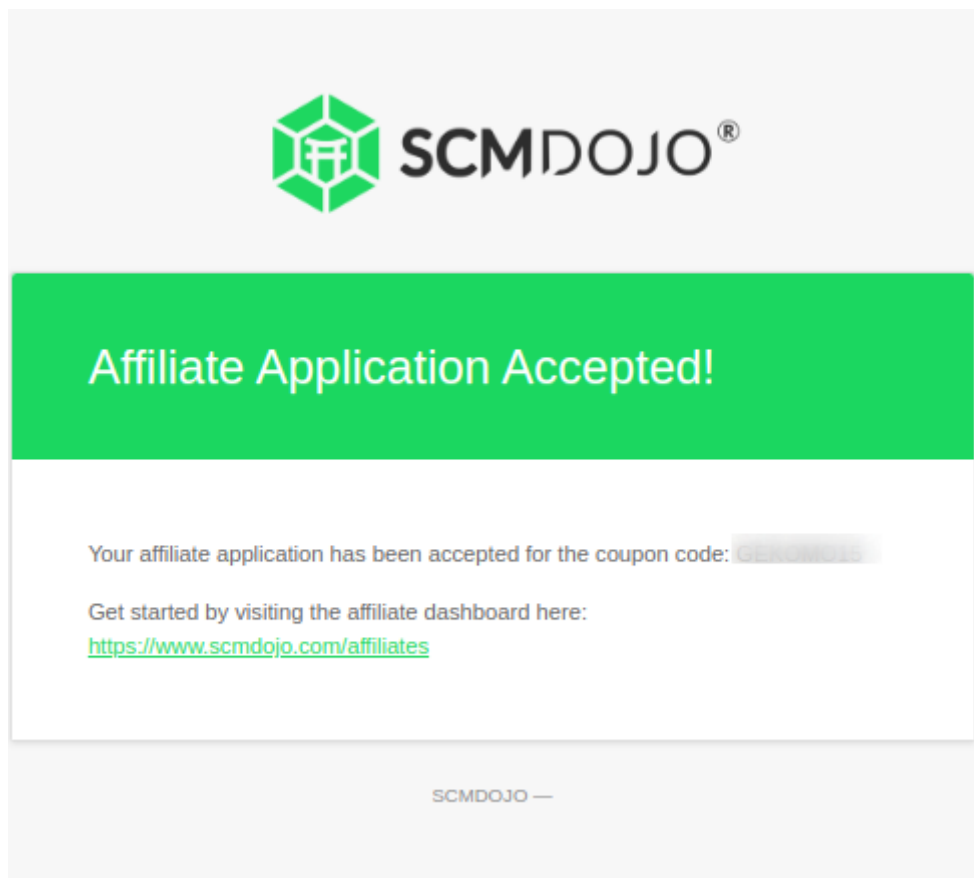 SCMDOJO®
Affiliate Application Accepted!
Your affiliate application has been accepted for the coupon code:
Get started by visiting the affiliate dashboard here:
https://www.scmdojo.com/affiliates
SCMDOJO —